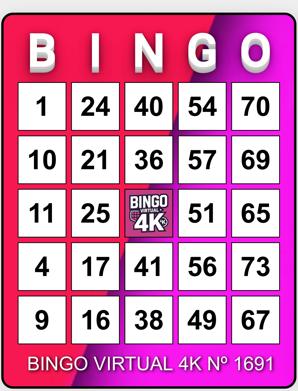 B I N G O
1 24 40 54 70
10 21 36 57 69
11 25 BINGO VIRTUAL 4K 51 65
4 17 41 56 73
9 16 38 49 67
BINGO VIRTUAL 4K Nº 1691